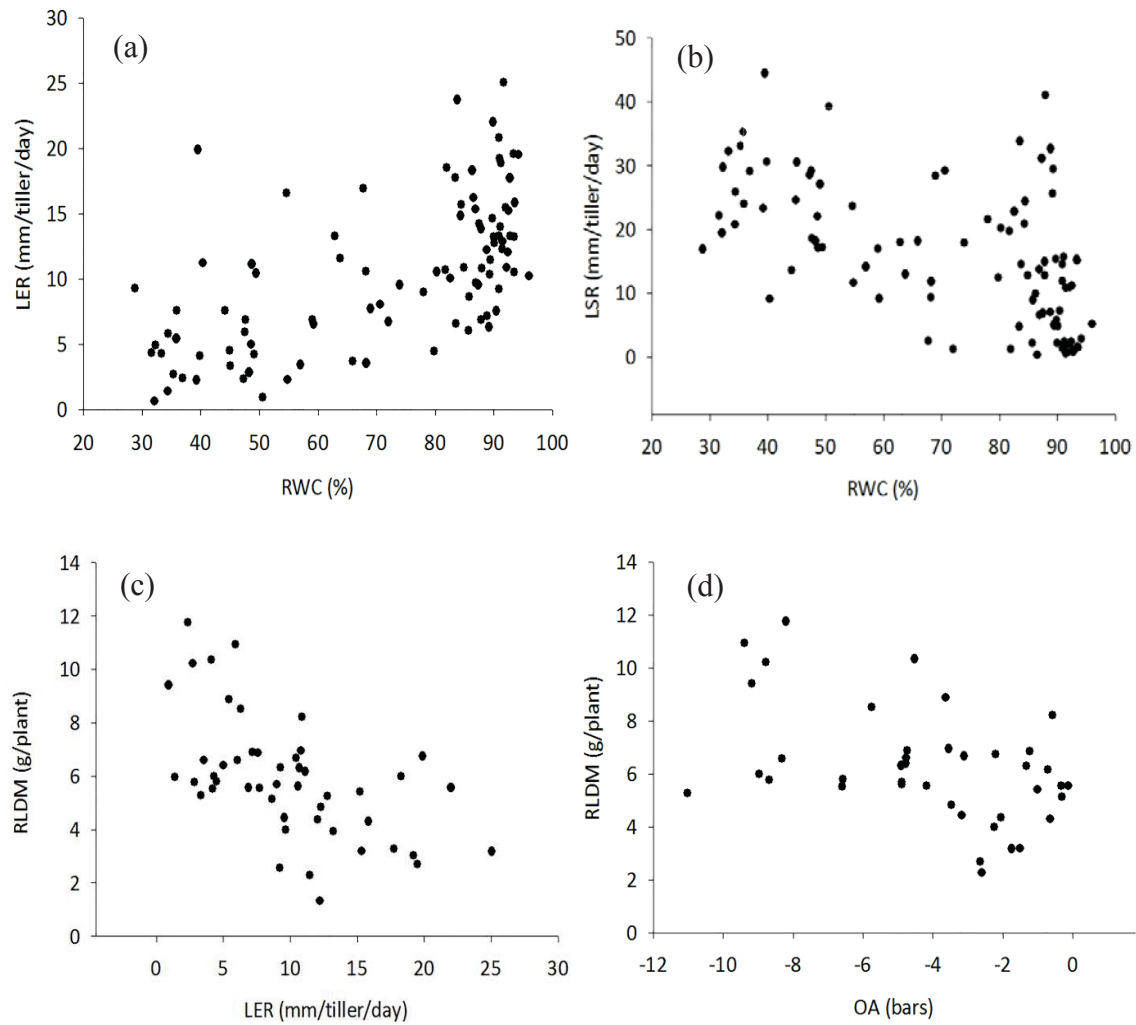 (a)
LER (mm/tiller/day)
30
25
20
15
10
5
0
20 30 40 50 60 70 80 90 100
RWC (%)
(b)
LSR (mm/tiller/day)
50
40
30
20
10
0
20 30 40 50 60 70 80 90 100
RWC (%)
(c)
RLDM (g/plant)
14
12
10
8
6
4
2
0
0 5 10 15 20 25 30
LER (mm/tiller/day)
(d)
RLDM (g/plant)
14
12
10
8
6
4
2
0
-12 -10 -8 -6 -4 -2 0
OA (bars)